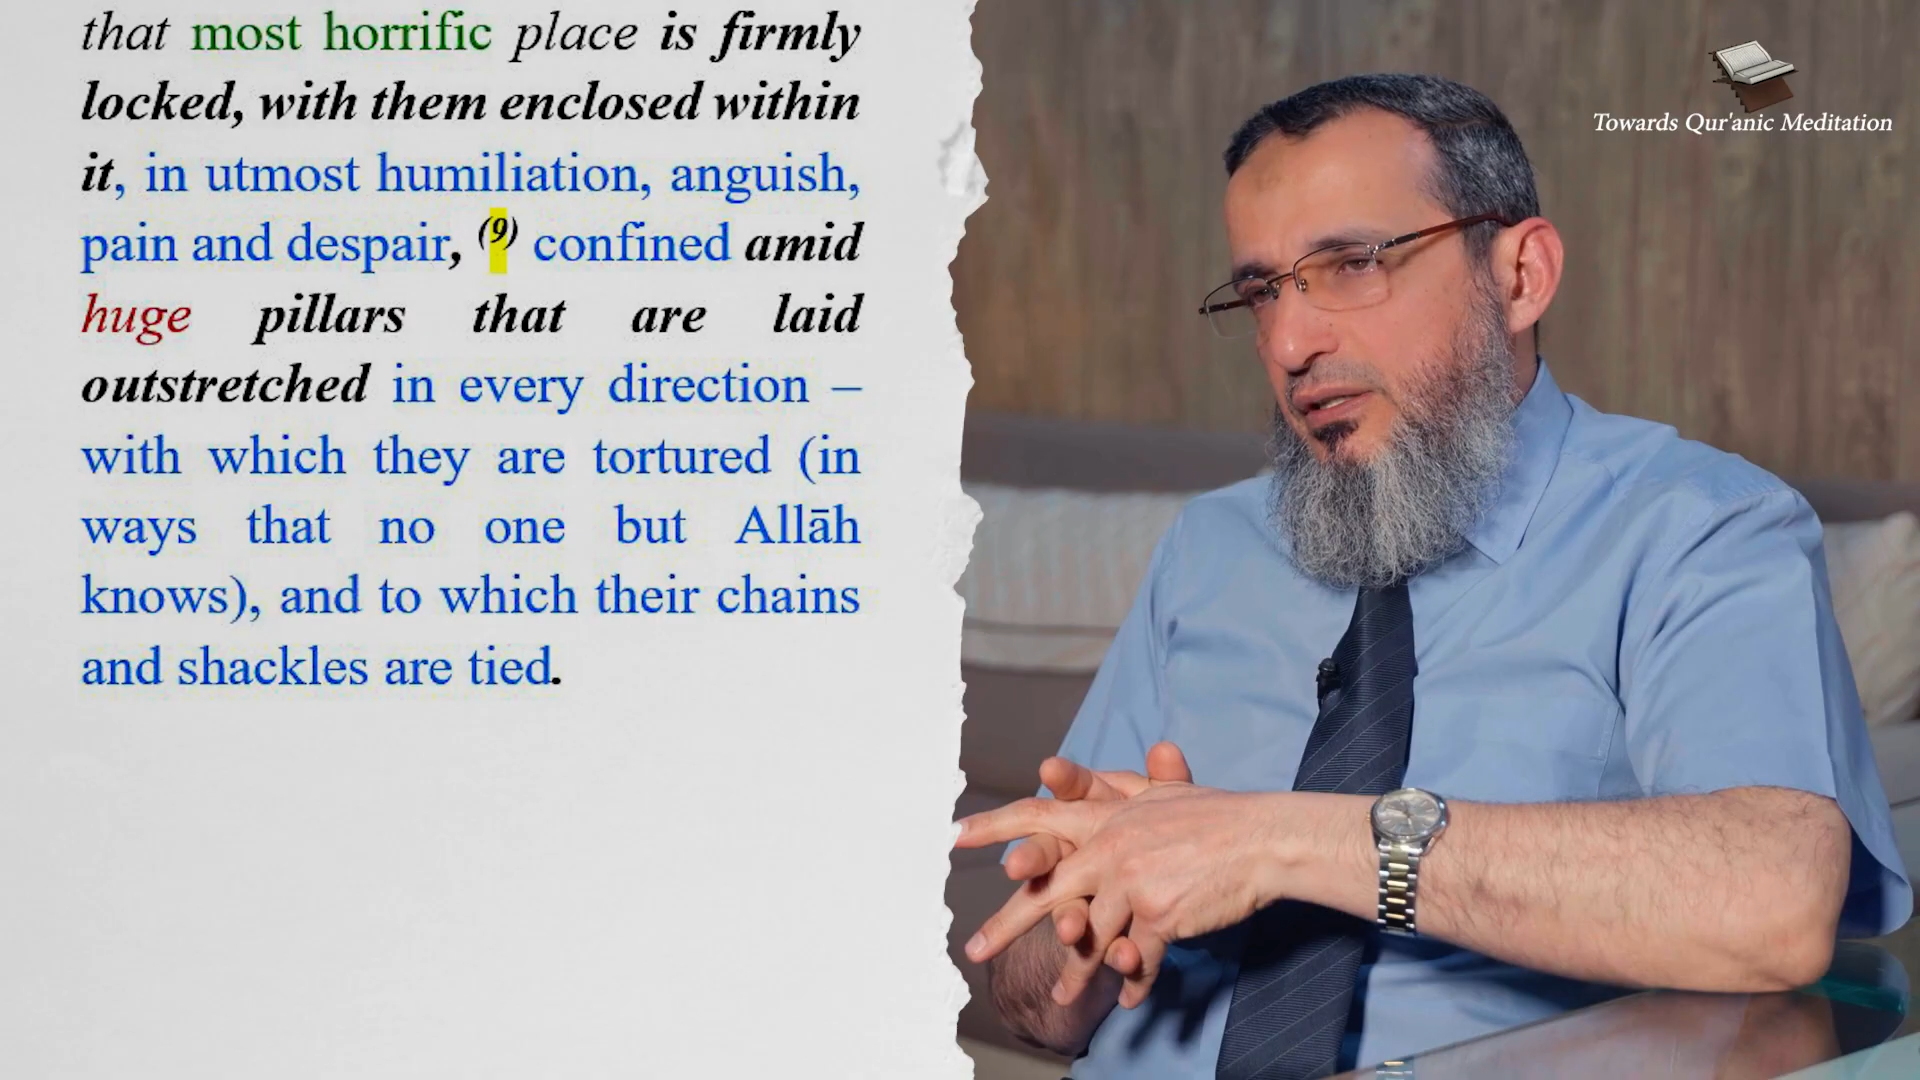 that most horrific place is firmly
locked, with them enclosed within
it, in utmost humiliation, anguish,
pain and despair, (9) confined amid
huge pillars that are laid
outstretched in every direction –
with which they are tortured (in
ways that no one but Allāh
knows), and to which their chains
and shackles are tied.
Towards Qur'anic Meditation